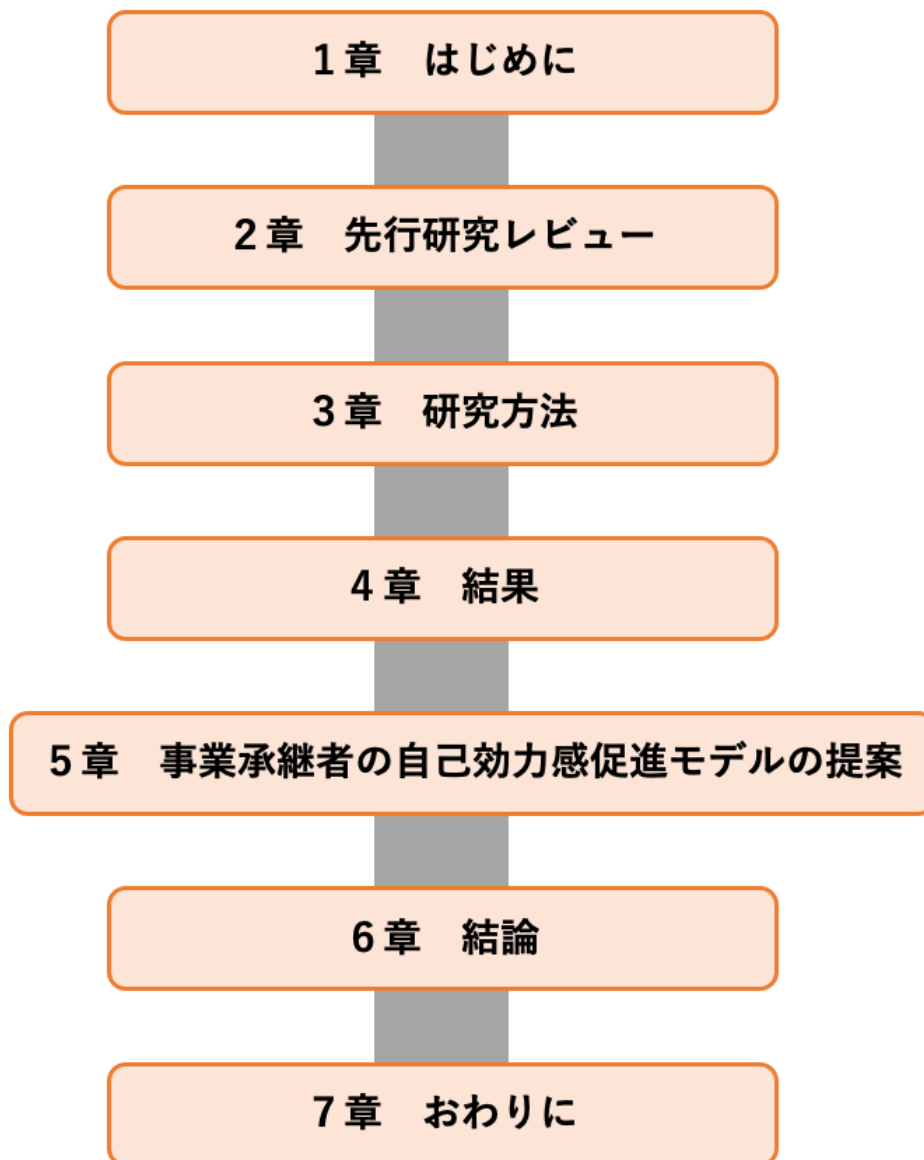 1章　はじめに
2章　先行研究レビュー
3章　研究方法
4章　結果
5章　事業承継者の自己効力感促進モデルの提案
6章　結論
7章　おわりに